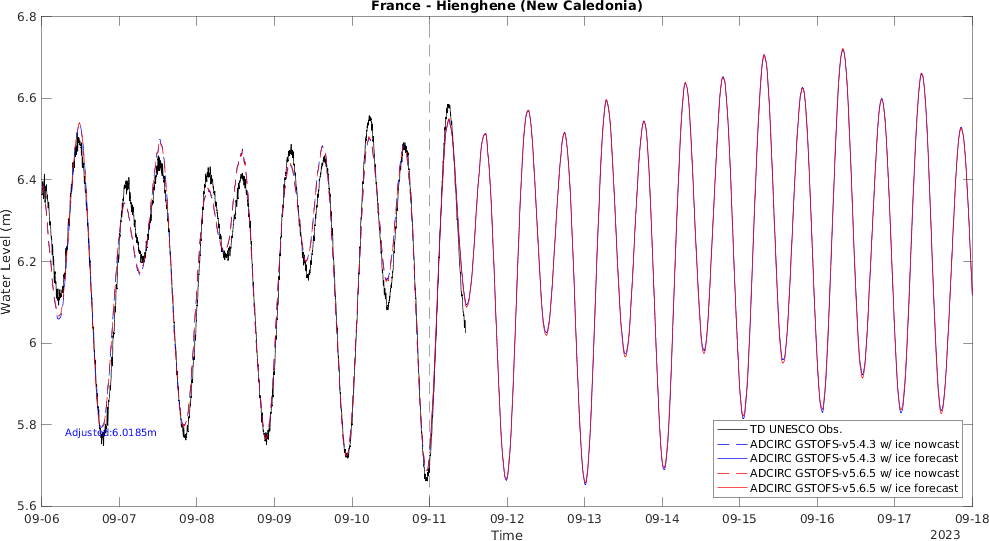 France - Hienghene (New Caledonia)
Water Level (m)
6.8
6.6
6.4
6.2
6
5.8
5.6
Adjusted:6.0185m
TD UNESCO Obs.
ADCIRC GSTOFS-v5.4.3 w/ ice nowcast
ADCIRC GSTOFS-v5.4.3 w/ ice forecast
ADCIRC GSTOFS-v5.6.5 w/ ice nowcast
ADCIRC GSTOFS-v5.6.5 w/ ice forecast
09-06 09-07 09-08 09-09 09-10 09-11 09-12 09-13 09-14 09-15 09-16 09-17 09-18
Time
2023